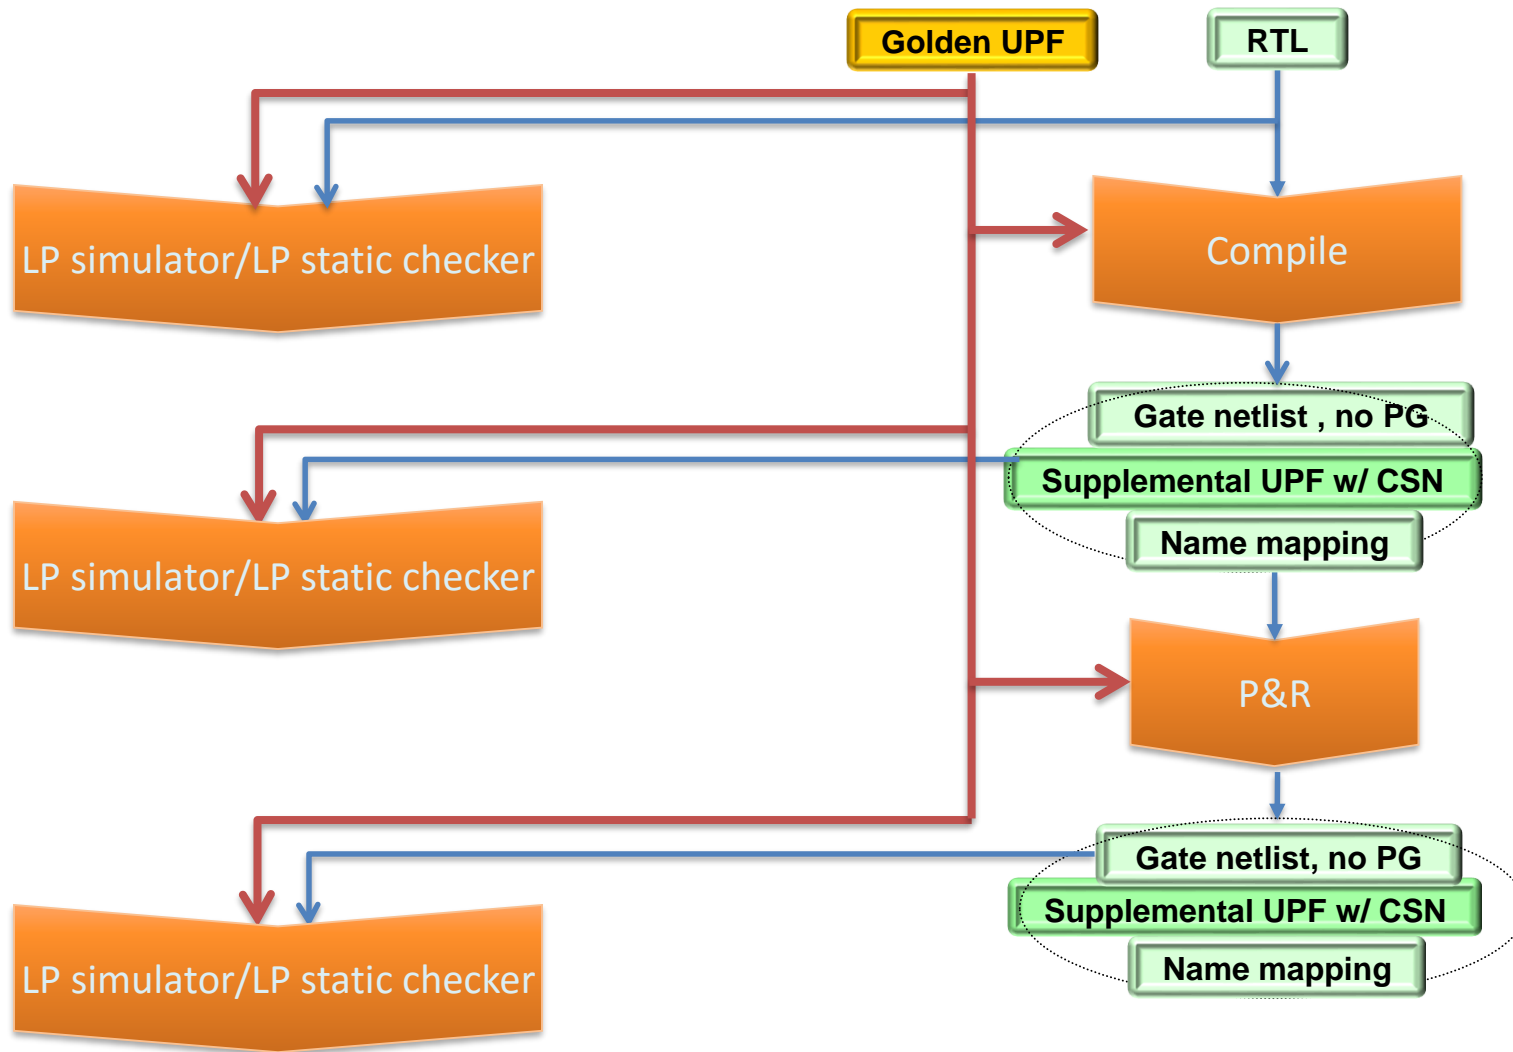 Golden UPF
RTL
LP simulator/LP static checker
Compile
Gate netlist , no PG
Supplemental UPF w/ CSN
Name mapping
LP simulator/LP static checker
P&R
Gate netlist, no PG
Supplemental UPF w/ CSN
Name mapping
LP simulator/LP static checker